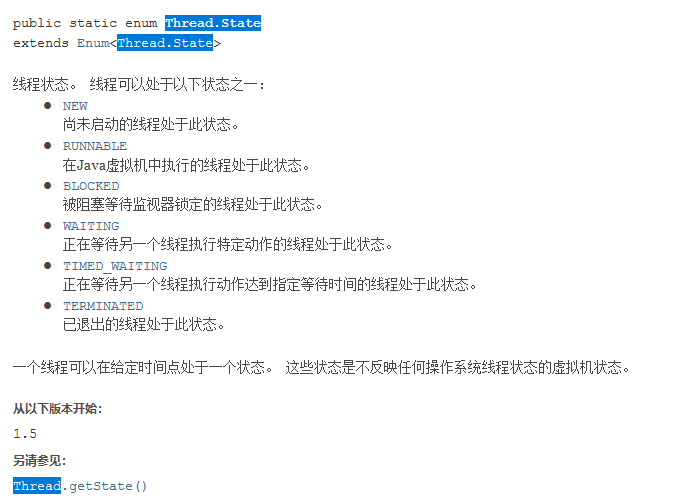 public static enum Thread.State
extends Enum<Thread.State>
线程状态。 线程可以处于以下状态之一:
● NEW
尚未启动的线程处于此状态。
● RUNNABLE
在Java虚拟机中执行的线程处于此状态。
● BLOCKED
被阻塞等待监视器锁定的线程处于此状态。
● WAITING
正在等待另一个线程执行特定动作的线程处于此状态。
● TIMED_WAITING
正在等待另一个线程执行动作达到指定等待时间的线程处于此状态。
● TERMINATED
已退出的线程处于此状态。
一个线程可以在给定时间点处于一个状态。 这些状态是不反映任何操作系统线程状态的虚拟机状态。
从以下版本开始:
1.5
另请参见:
Thread.getState()